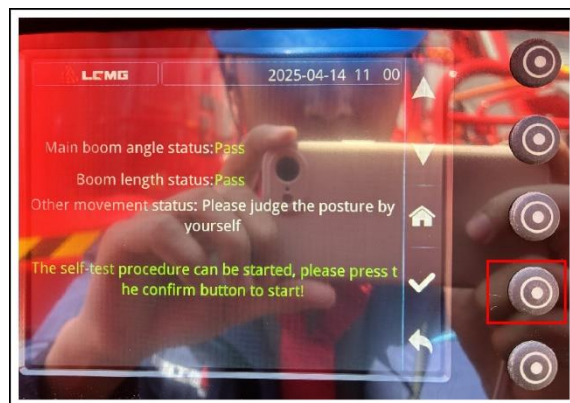 LCMG
2025-04-14 11 00
Main boom angle status:Pass
Boom length status:Pass
Other movement status: Please judge the posture by
yourself
The self-test procedure can be started, please press t
he confirm button to start!